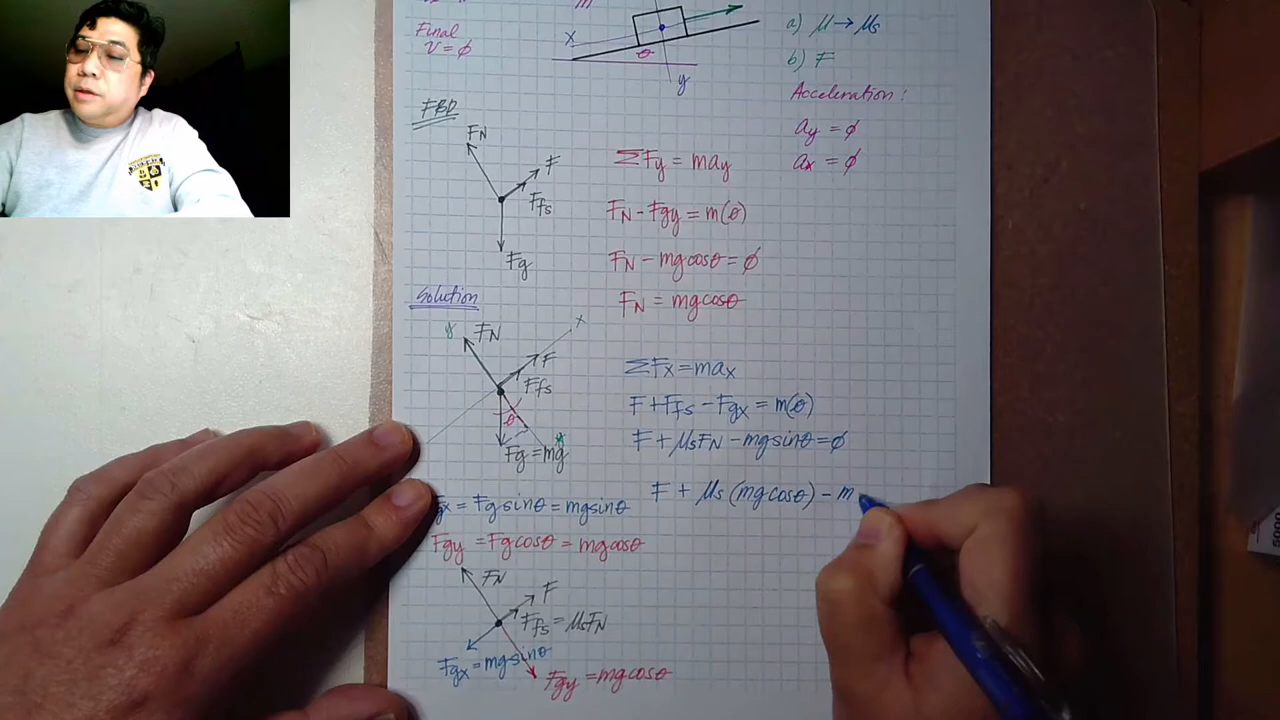 Final
V = ϕ
x
θ
y
a) μ → μs
b) F
Acceleration:
ay = ϕ
ax = ϕ
FBD
FN
F
Ffs
Fg
ΣFy = may
FN - Fgy = m(ϕ)
FN - mgcosθ = ϕ
FN = mgcosθ
Solution
y
FN
x
F
Ffs
θ
Fg = mg
ΣFx = max
F + Ffs - Fgx = m(ϕ)
F + μsFN - mgsinθ = ϕ
F + μs (mgcosθ) - m
gx = Fgsinθ = mgsinθ
Fgy = Fgcosθ = mgcosθ
FN
F
Ffs = μsFN
Fgx = mgsinθ
Fgy = mgcosθ